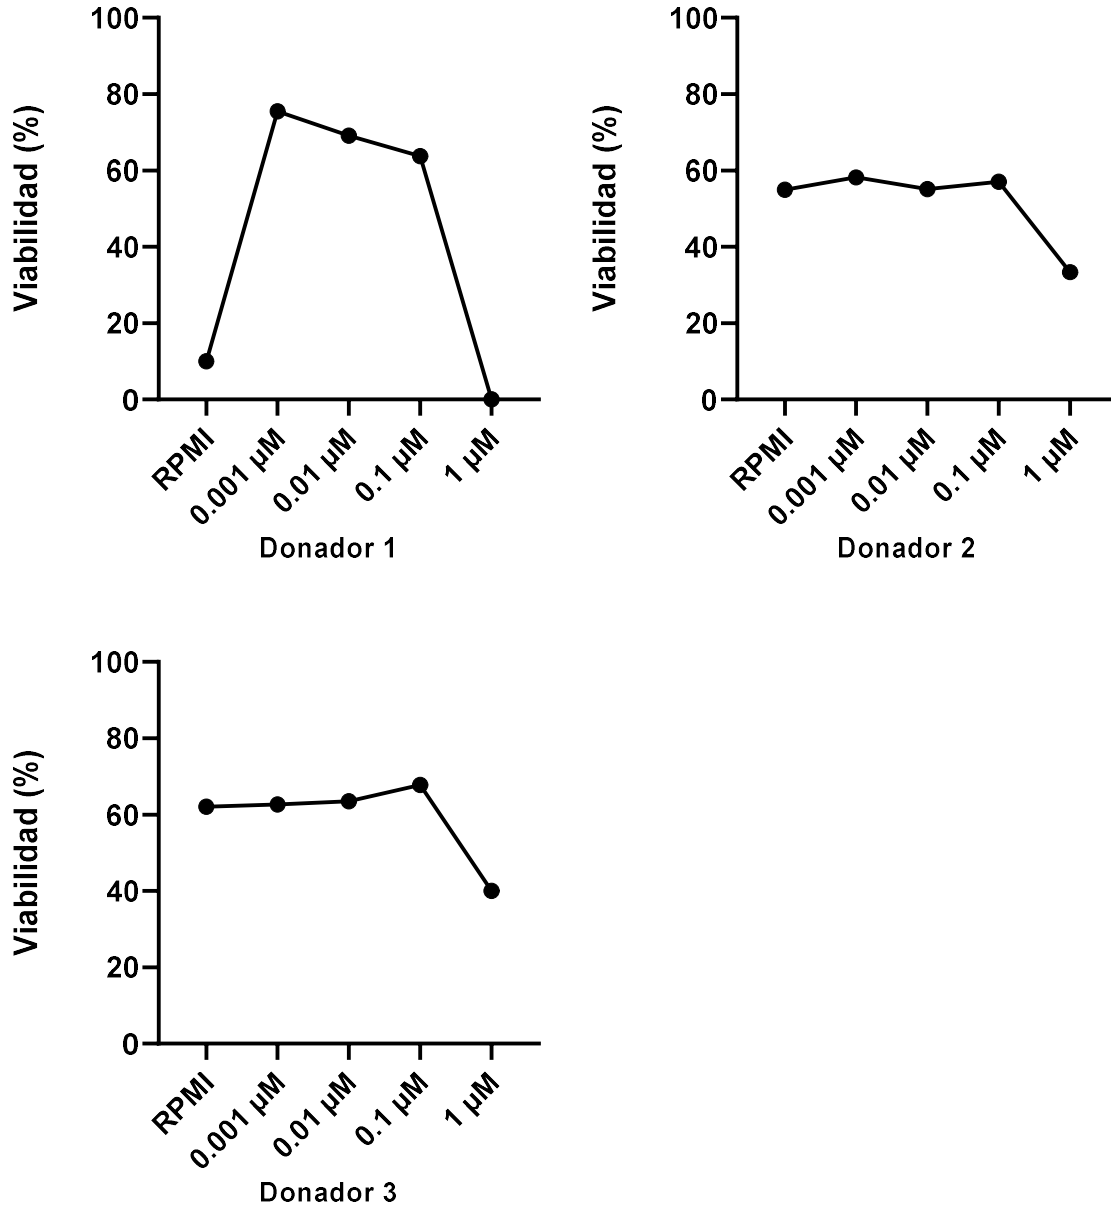 Viabilidad (%)
100
80
60
40
20
0
RPMI
0.001 µM
0.01 µM
0.1 µM
1 µM
Donador 1
Viabilidad (%)
100
80
60
40
20
0
RPMI
0.001 µM
0.01 µM
0.1 µM
1 µM
Donador 2
Viabilidad (%)
100
80
60
40
20
0
RPMI
0.001 µM
0.01 µM
0.1 µM
1 µM
Donador 3